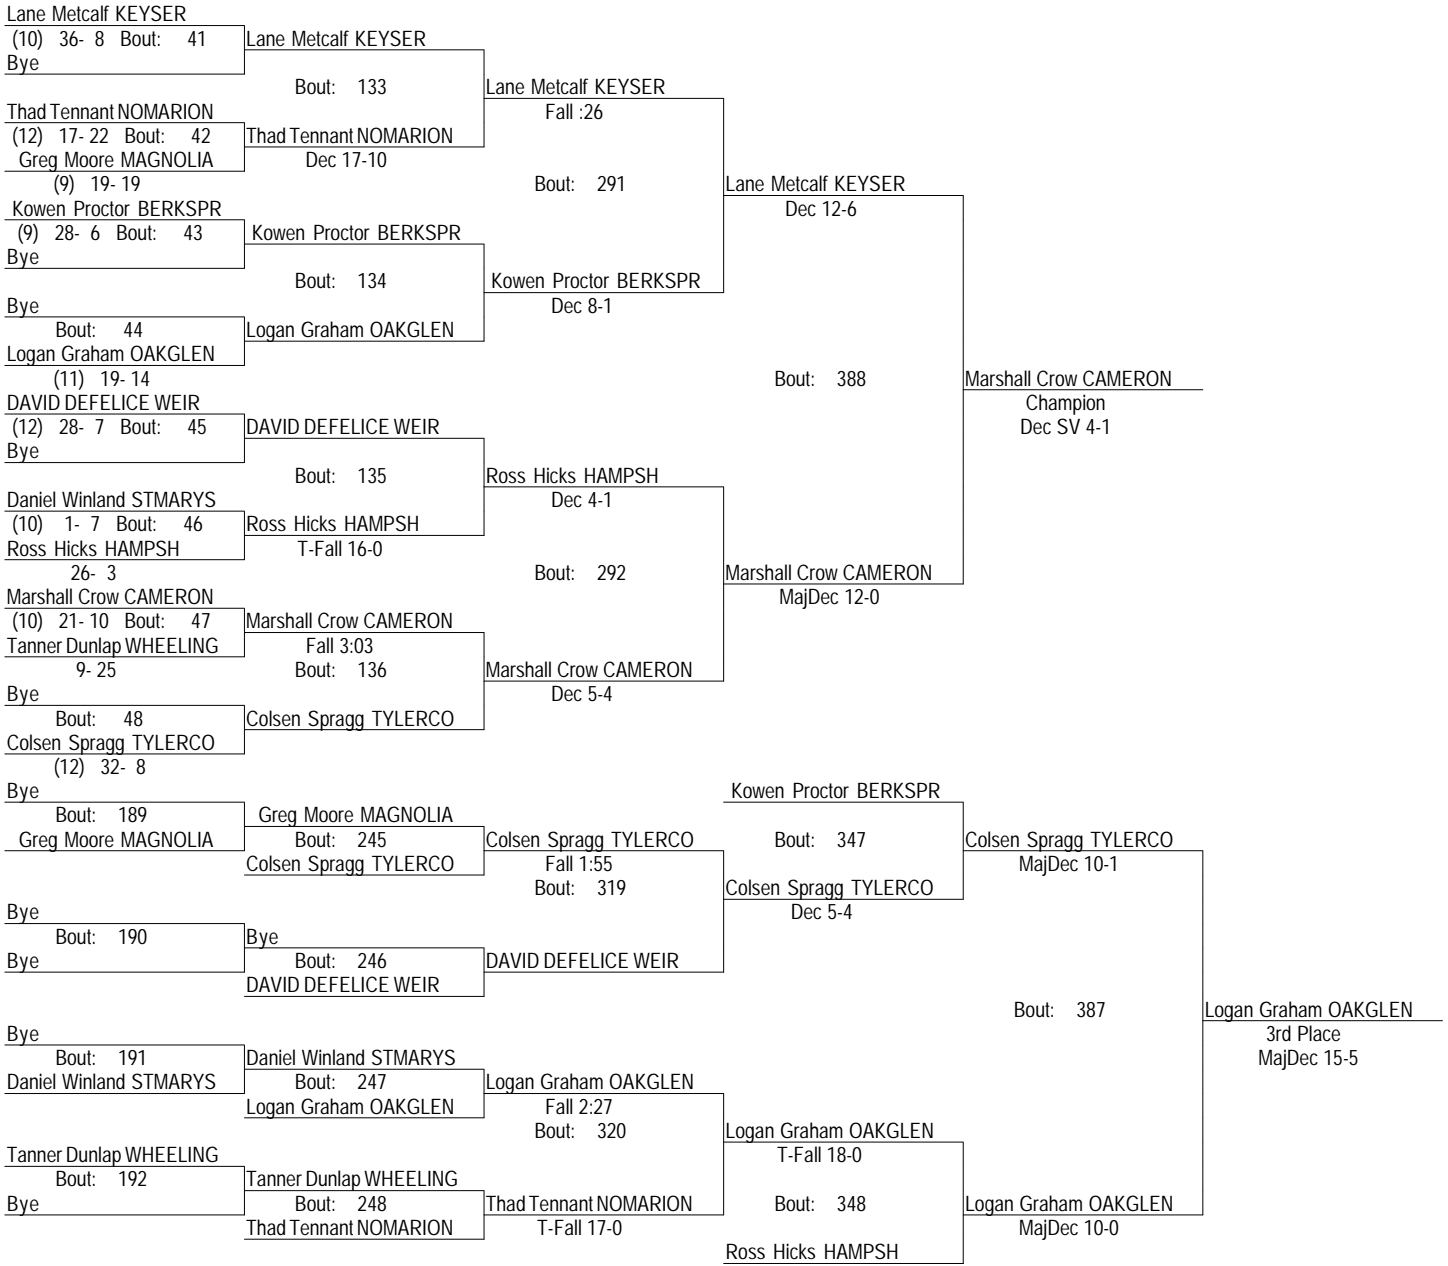 Lane Metcalf KEYSER
(10) 36- 8 Bout: 41 Lane Metcalf KEYSER
Bye
Bout: 133 Lane Metcalf KEYSER
Thad Tennant NOMARION Fall :26
(12) 17- 22 Bout: 42 Thad Tennant NOMARION
Greg Moore MAGNOLIA Dec 17-10
(9) 19- 19 Bout: 291 Lane Metcalf KEYSER
Kowen Proctor BERKSPR Dec 12-6
(9) 28- 6 Bout: 43 Kowen Proctor BERKSPR
Bye
Bout: 134 Kowen Proctor BERKSPR
Bye Dec 8-1
Bout: 44 Logan Graham OAKGLEN
Logan Graham OAKGLEN
(11) 19- 14 Bout: 388 Marshall Crow CAMERON
DAVID DEFELICE WEIR Champion
(12) 28- 7 Bout: 45 DAVID DEFELICE WEIR Dec SV 4-1
Bye
Bout: 135 Ross Hicks HAMPSH
Daniel Winland STMARYS Dec 4-1
(10) 1- 7 Bout: 46 Ross Hicks HAMPSH
Ross Hicks HAMPSH T-Fall 16-0
26- 3 Bout: 292 Marshall Crow CAMERON
Marshall Crow CAMERON MajDec 12-0
(10) 21- 10 Bout: 47 Marshall Crow CAMERON
Tanner Dunlap WHEELING Fall 3:03
9- 25 Bout: 136 Marshall Crow CAMERON
Bye Dec 5-4
Bout: 48 Colsen Spragg TYLERCO
Colsen Spragg TYLERCO
(12) 32- 8
Bye Kowen Proctor BERKSPR
Bout: 189 Greg Moore MAGNOLIA
Greg Moore MAGNOLIA Bout: 245 Colsen Spragg TYLERCO Bout: 347 Colsen Spragg TYLERCO
Colsen Spragg TYLERCO Fall 1:55 MajDec 10-1
Bout: 319 Colsen Spragg TYLERCO
Bye Dec 5-4
Bout: 190 Bye
Bye Bout: 246 DAVID DEFELICE WEIR
DAVID DEFELICE WEIR
Bout: 387 Logan Graham OAKGLEN
Bye 3rd Place
Bout: 191 Daniel Winland STMARYS MajDec 15-5
Daniel Winland STMARYS Bout: 247 Logan Graham OAKGLEN
Logan Graham OAKGLEN Fall 2:27
Bout: 320 Logan Graham OAKGLEN
Tanner Dunlap WHEELING T-Fall 18-0
Bout: 192 Tanner Dunlap WHEELING
Bye Bout: 248 Thad Tennant NOMARION Bout: 348 Logan Graham OAKGLEN
Thad Tennant NOMARION T-Fall 17-0 MajDec 10-0
Ross Hicks HAMPSH